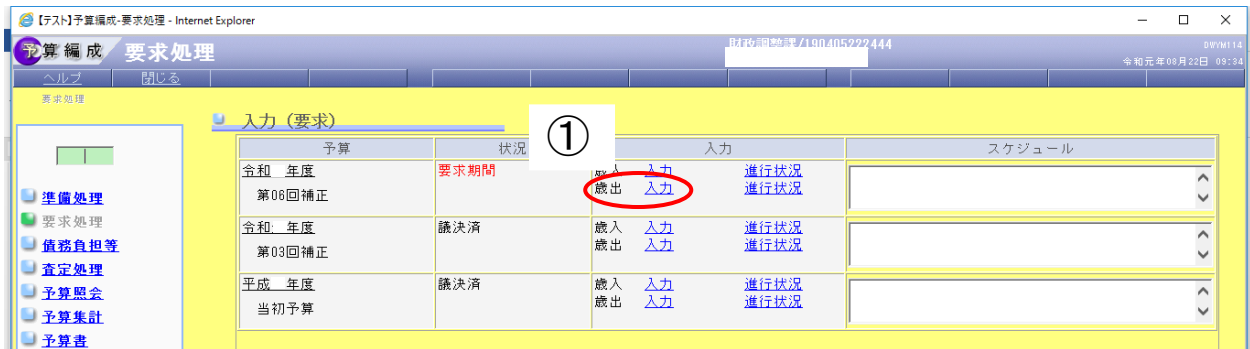 【テスト】予算編成-要求処理 - Internet Explorer
予算編成 要求処理
財政調整課/190405222444
DWYM114
令和元年08月22日 09:34
ヘルプ 閉じる
要求処理
入力（要求）
①
予算 状況 入力 スケジュール
令和 年度 要求期間 歳入 入力 進行状況
第06回補正 歳出 入力 進行状況
令和: 年度 議決済 歳入 入力 進行状況
第03回補正 歳出 入力 進行状況
平成 年度 議決済 歳入 入力 進行状況
当初予算 歳出 入力 進行状況
準備処理
要求処理
債務負担等
査定処理
予算照会
予算集計
予算書